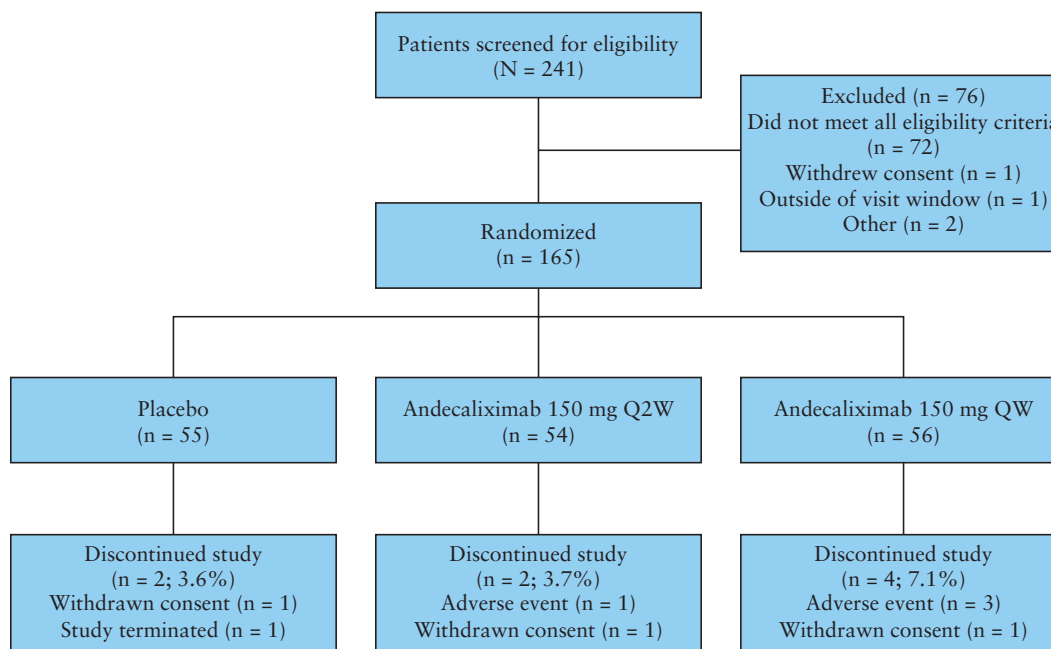 Patients screened for eligibility
(N = 241)
Excluded (n = 76)
Did not meet all eligibility criteria
(n = 72)
Withdrew consent (n = 1)
Outside of visit window (n = 1)
Other (n = 2)
Randomized
(n = 165)
Placebo
(n = 55)
Andecaliximab 150 mg Q2W
(n = 54)
Andecaliximab 150 mg QW
(n = 56)
Discontinued study
(n = 2; 3.6%)
Withdrawn consent (n = 1)
Study terminated (n = 1)
Discontinued study
(n = 2; 3.7%)
Adverse event (n = 1)
Withdrawn consent (n = 1)
Discontinued study
(n = 4; 7.1%)
Adverse event (n = 3)
Withdrawn consent (n = 1)